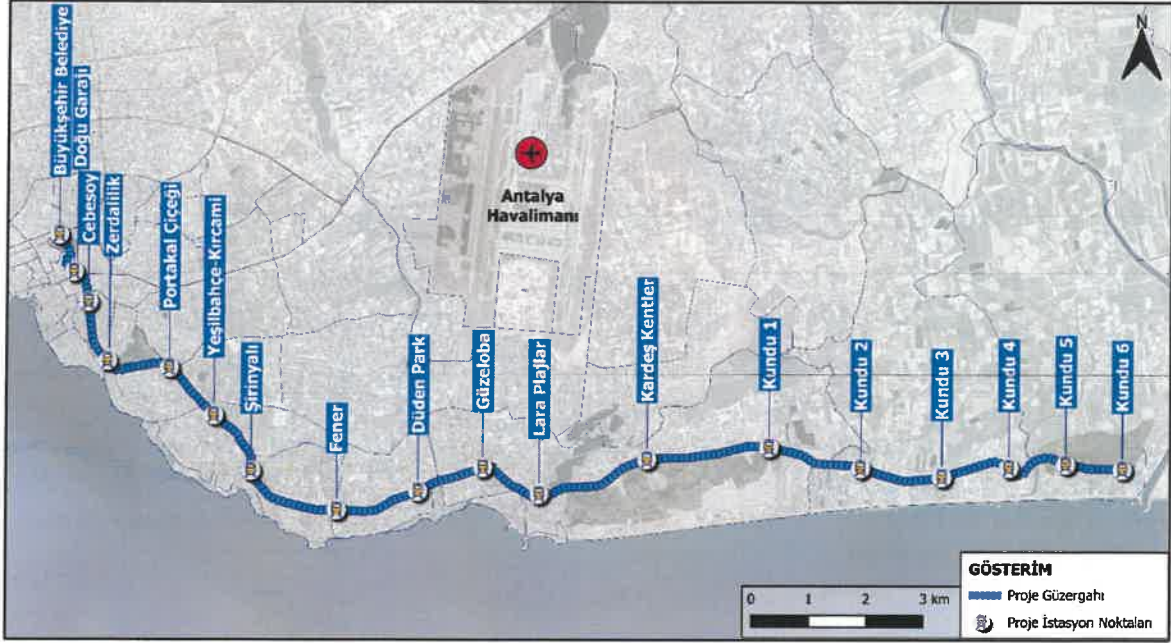 N
Büyükşehir Belediye
Doğu Garajı
Cebesoy
Zerdalilik
Portakal Çiçeği
Yeşilbahçe-Kırcami
Şirinyalı
Fener
Düden Park
Güzeloba
Lara Plajlar
Kardeş Kentler
Kundu 1
Kundu 2
Kundu 3
Kundu 4
Kundu 5
Kundu 6
Antalya
Havalimanı
0 1 2 3 km
GÖSTERİM
Proje Güzergahı
Proje İstasyon Noktaları